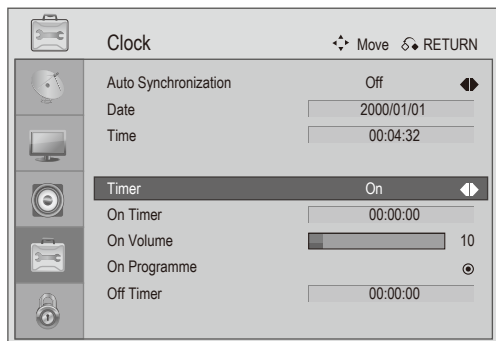 Clock Move RETURN
Auto Synchronization Off
Date 2000/01/01
Time 00:04:32
Timer On
On Timer 00:00:00
On Volume 10
On Programme
Off Timer 00:00:00